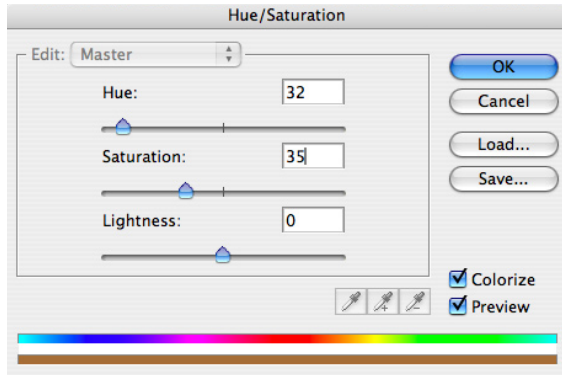 Hue/Saturation
Edit: Master
OK
Hue: 32
Cancel
Load...
Saturation: 35
Save...
Lightness: 0
Colorize
Preview